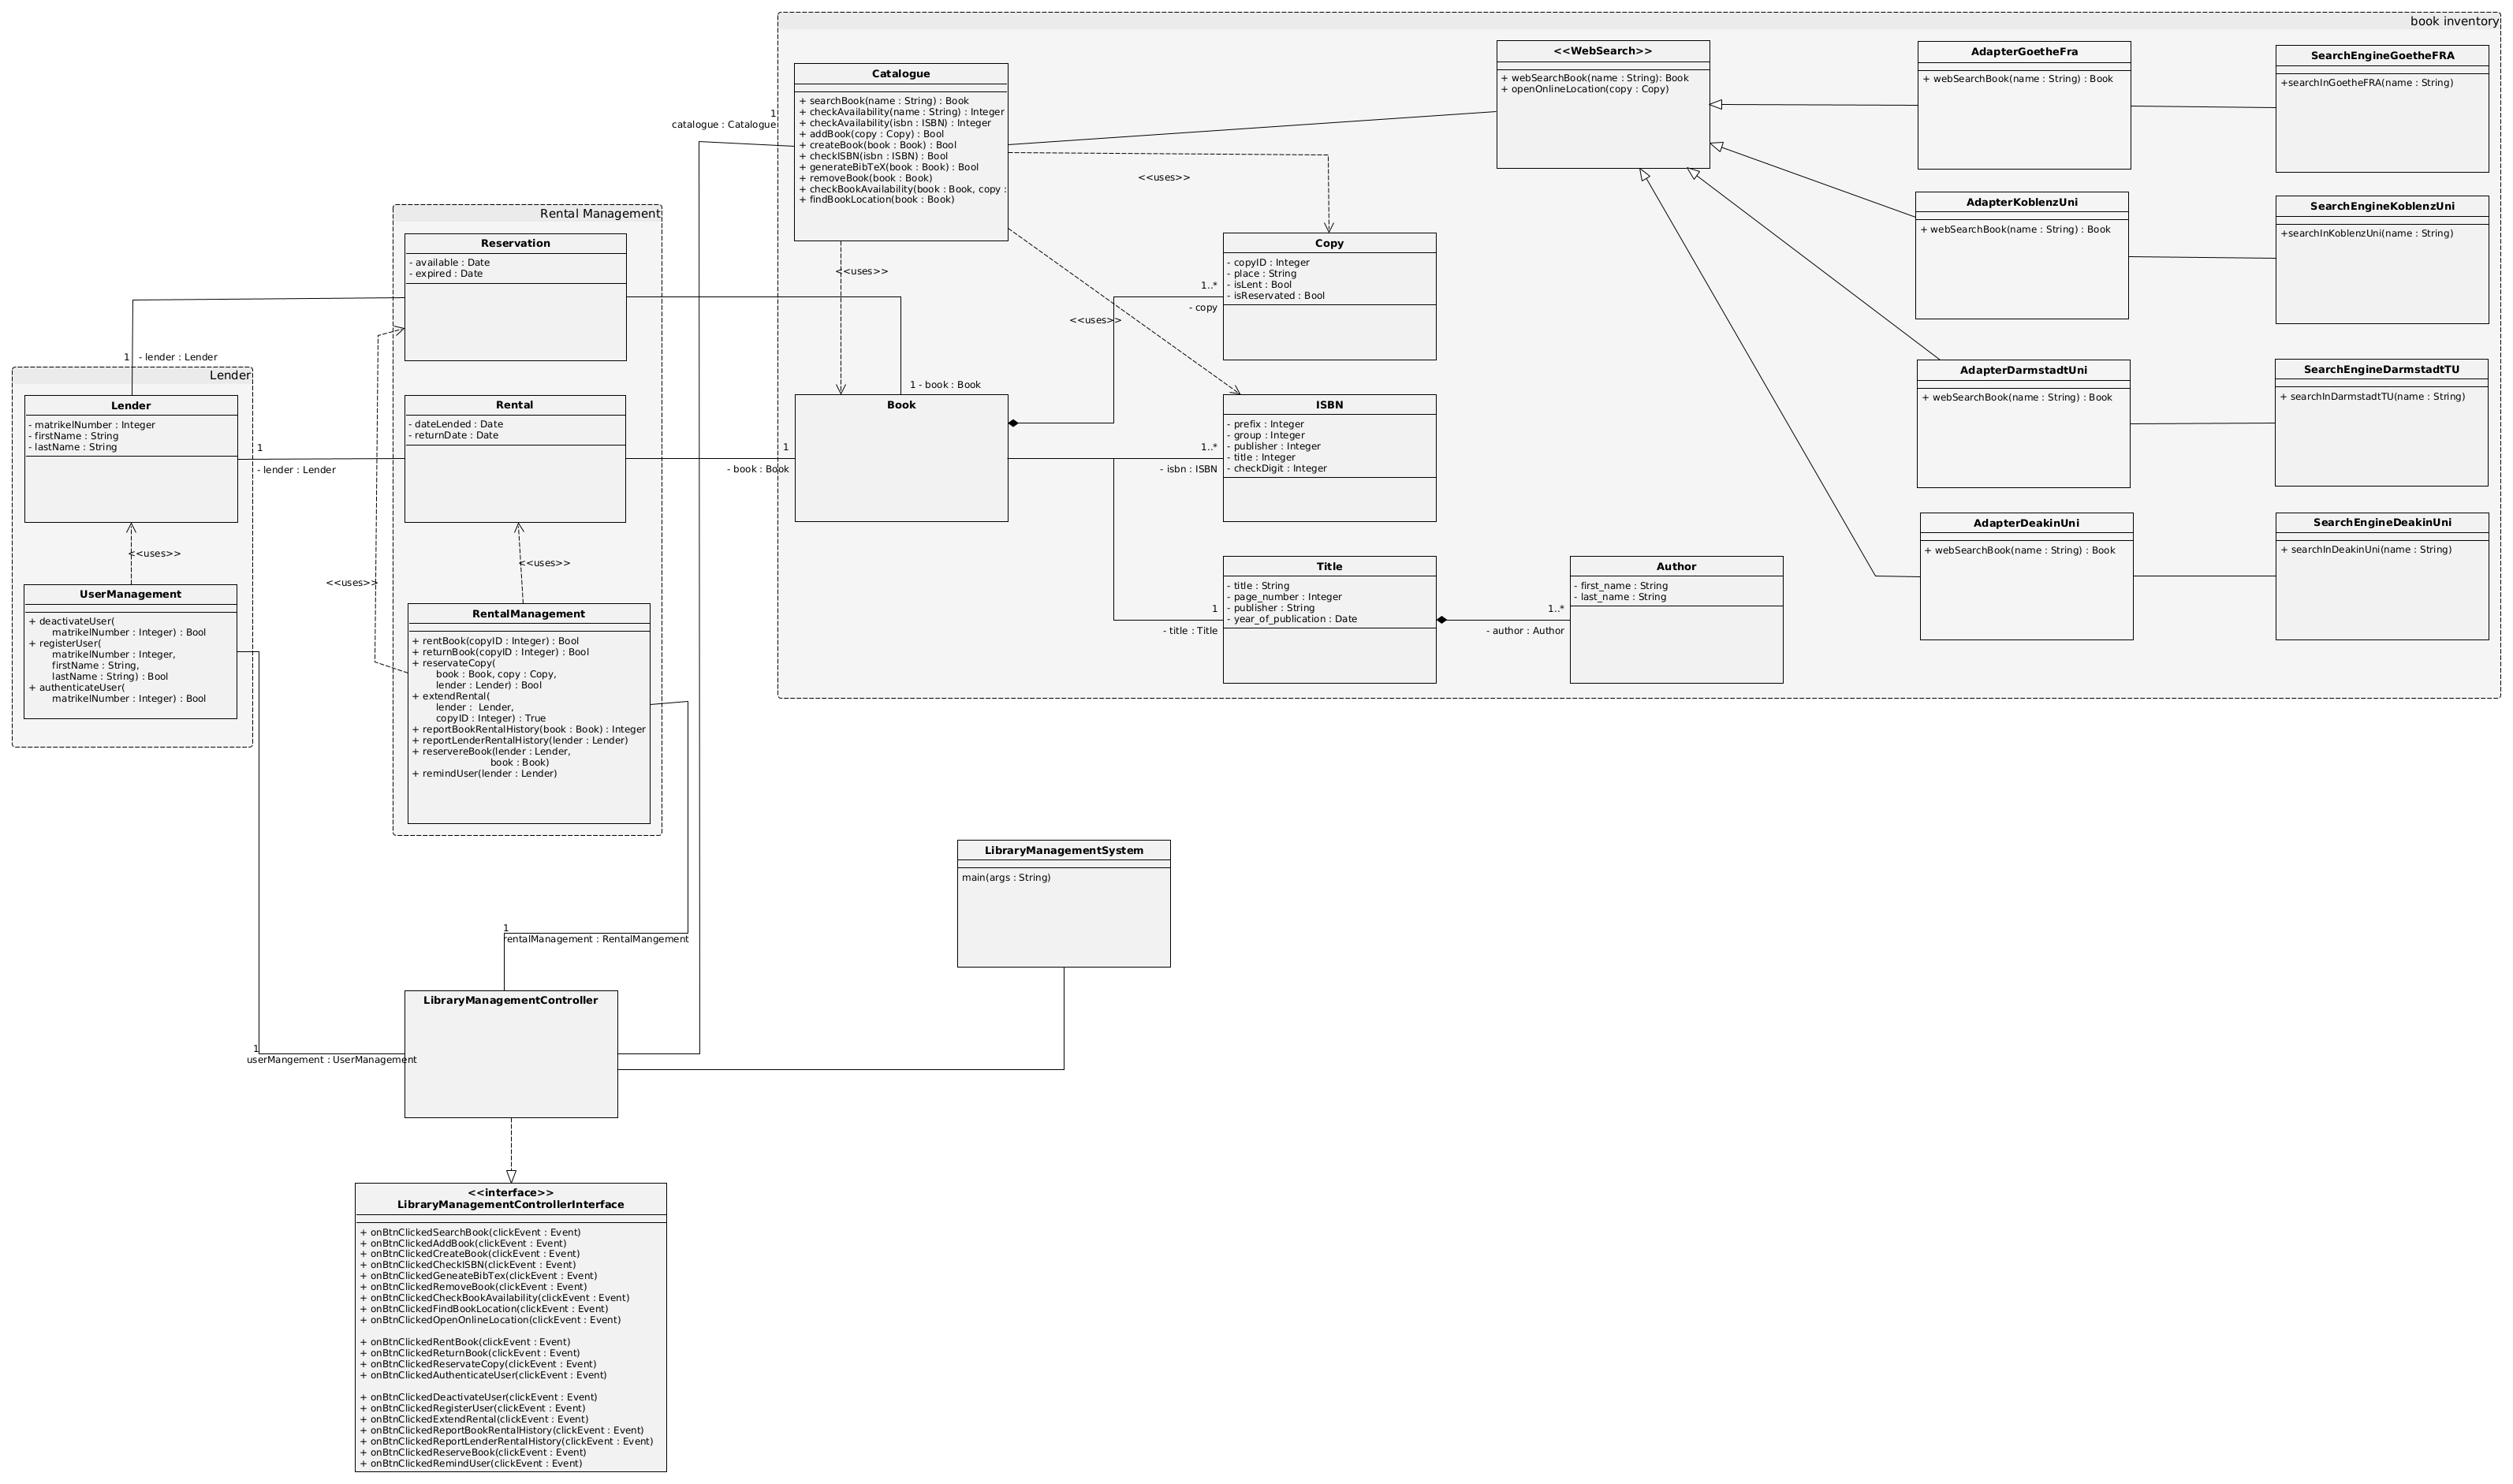 book inventory
Catalogue
+ searchBook(name : String) : Book
+ checkAvailability(name : String) : Integer
+ checkAvailability(isbn : ISBN) : Integer
+ addBook(copy : Copy) : Bool
+ createBook(book : Book) : Bool
+ checkISBN(isbn : ISBN) : Bool
+ generateBibTeX(book : Book) : Bool
+ removeBook(book : Book)
+ checkBookAvailability(book : Book, copy :
+ findBookLocation(book : Book)
1
catalogue : Catalogue
<<WebSearch>>
+ webSearchBook(name : String): Book
+ openOnlineLocation(copy : Copy)
AdapterGoetheFra
+ webSearchBook(name : String) : Book
SearchEngineGoetheFRA
+searchInGoetheFRA(name : String)
AdapterKoblenzUni
+ webSearchBook(name : String) : Book
SearchEngineKoblenzUni
+searchInKoblenzUni(name : String)
AdapterDarmstadtUni
+ webSearchBook(name : String) : Book
SearchEngineDarmstadtTU
+ searchInDarmstadtTU(name : String)
AdapterDeakinUni
+ webSearchBook(name : String) : Book
SearchEngineDeakinUni
+ searchInDeakinUni(name : String)
<<uses>>
<<uses>>
<<uses>>
Copy
- copyID : Integer
- place : String
- isLent : Bool
- isReservated : Bool
1..*
- copy
Book
1 - book : Book
1
- book : Book
ISBN
- prefix : Integer
- group : Integer
- publisher : Integer
- title : Integer
- checkDigit : Integer
1..*
- isbn : ISBN
Title
- title : String
- page_number : Integer
- publisher : String
- year_of_publication : Date
1
- title : Title
Author
- first_name : String
- last_name : String
1..*
- author : Author
Rental Management
Reservation
- available : Date
- expired : Date
Rental
- dateLended : Date
- returnDate : Date
<<uses>>
<<uses>>
RentalManagement
+ rentBook(copyID : Integer) : Bool
+ returnBook(copyID : Integer) : Bool
+ reservateCopy(
book : Book, copy : Copy,
lender : Lender) : Bool
+ extendRental(
lender :  Lender,
copyID : Integer) : True
+ reportBookRentalHistory(book : Book) : Integer
+ reportLenderRentalHistory(lender : Lender)
+ reservereBook(lender : Lender,
book : Book)
+ remindUser(lender : Lender)
1 - lender : Lender
Lender
Lender
- matrikelNumber : Integer
- firstName : String
- lastName : String
1
- lender : Lender
<<uses>>
UserManagement
+ deactivateUser(
matrikelNumber : Integer) : Bool
+ registerUser(
matrikelNumber : Integer,
firstName : String,
lastName : String) : Bool
+ authenticateUser(
matrikelNumber : Integer) : Bool
LibraryManagementSystem
main(args : String)
1
rentalManagement : RentalMangement
LibraryManagementController
1
userMangement : UserManagement
<<interface>>
LibraryManagementControllerInterface
+ onBtnClickedSearchBook(clickEvent : Event)
+ onBtnClickedAddBook(clickEvent : Event)
+ onBtnClickedCreateBook(clickEvent : Event)
+ onBtnClickedCheckISBN(clickEvent : Event)
+ onBtnClickedGeneateBibTex(clickEvent : Event)
+ onBtnClickedRemoveBook(clickEvent : Event)
+ onBtnClickedCheckBookAvailability(clickEvent : Event)
+ onBtnClickedFindBookLocation(clickEvent : Event)
+ onBtnClickedOpenOnlineLocation(clickEvent : Event)
+ onBtnClickedRentBook(clickEvent : Event)
+ onBtnClickedReturnBook(clickEvent : Event)
+ onBtnClickedReservateCopy(clickEvent : Event)
+ onBtnClickedAuthenticateUser(clickEvent : Event)
+ onBtnClickedDeactivateUser(clickEvent : Event)
+ onBtnClickedRegisterUser(clickEvent : Event)
+ onBtnClickedExtendRental(clickEvent : Event)
+ onBtnClickedReportBookRentalHistory(clickEvent : Event)
+ onBtnClickedReportLenderRentalHistory(clickEvent : Event)
+ onBtnClickedReserveBook(clickEvent : Event)
+ onBtnClickedRemindUser(clickEvent : Event)